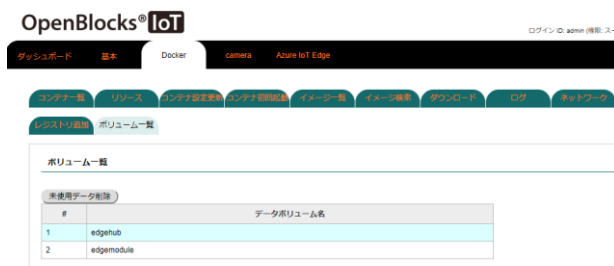 OpenBlocks® IoT
ログイン ID: admin (権限: スー
ダッシュボード 基本 Docker camera Azure IoT Edge
コンテナ一覧 リソース コンテナ設定更新 コンテナ初回起動 イメージ一覧 イメージ検索 ダウンロード ログ ネットワーク
レジストリ追加 ボリューム一覧
ボリューム一覧
未使用データ削除
# データボリューム名
1 edgehub
2 edgemodule